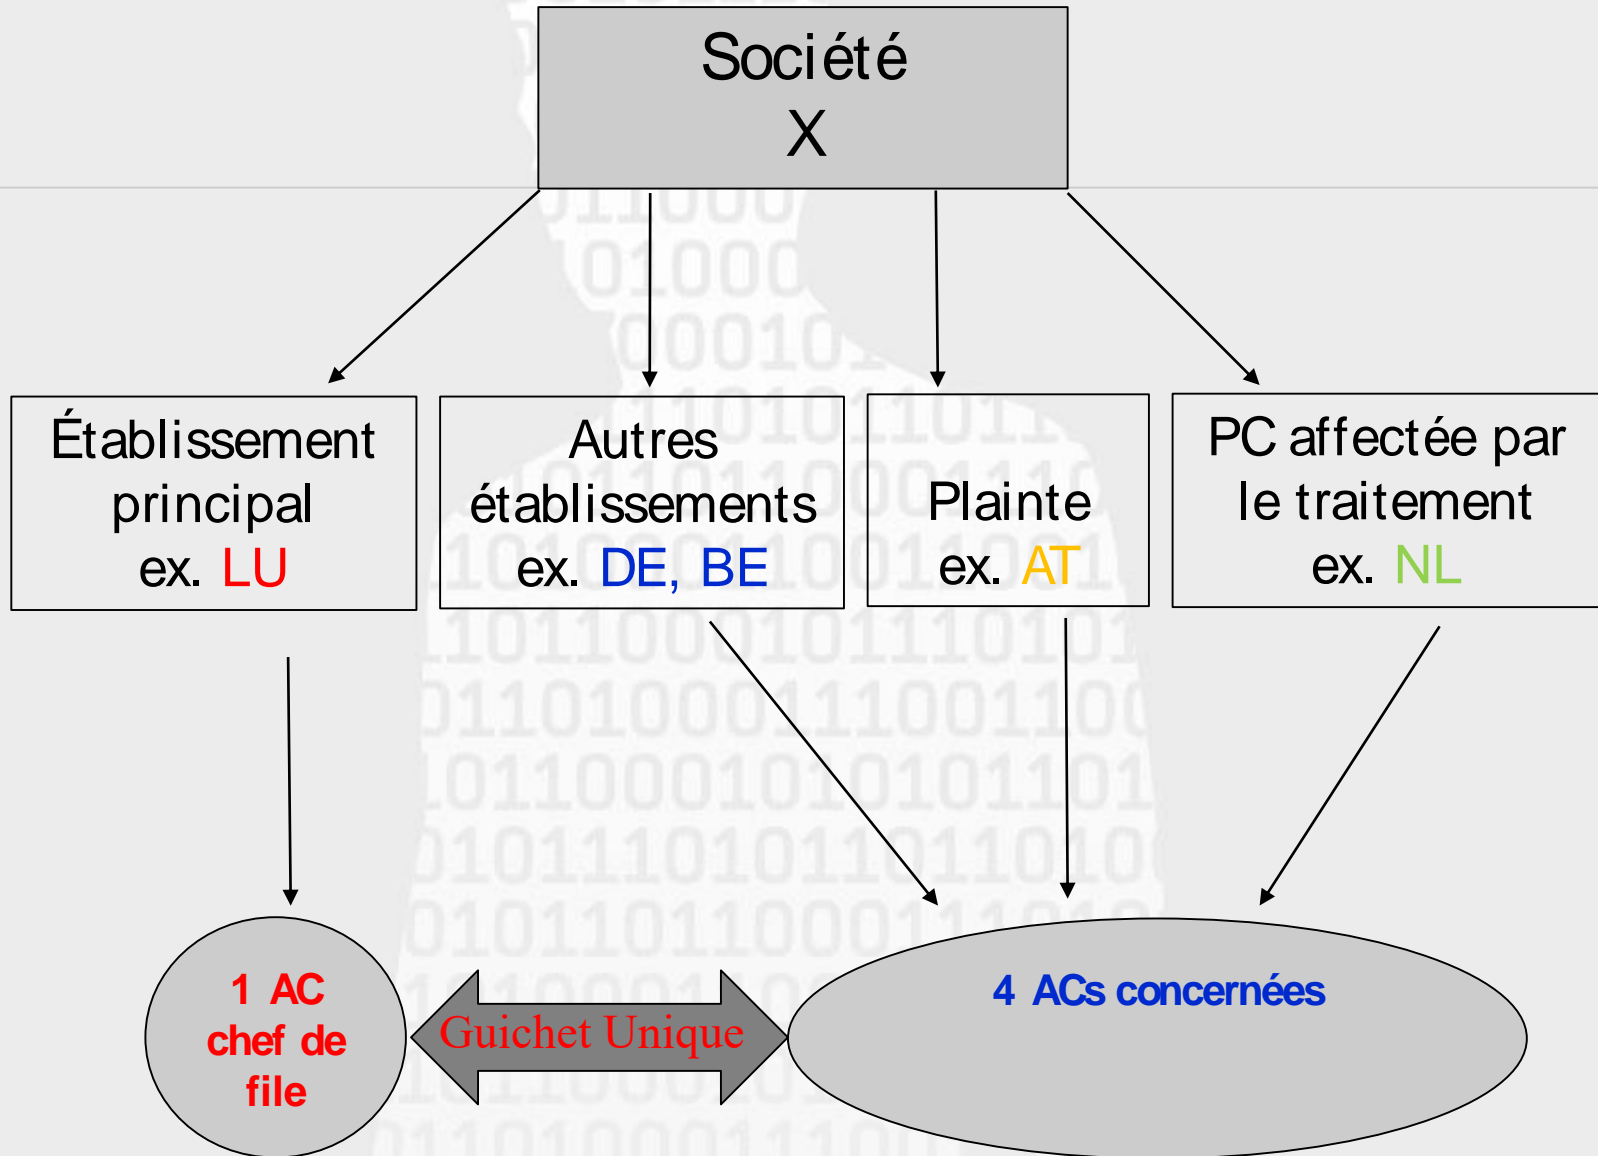 Société
X
Établissement
principal
ex. LU
Autres
établissements
ex. DE, BE
Plainte
ex. AT
PC affectée par
le traitement
ex. NL
1 AC
chef de
file
Guichet Unique
4 ACs concernées